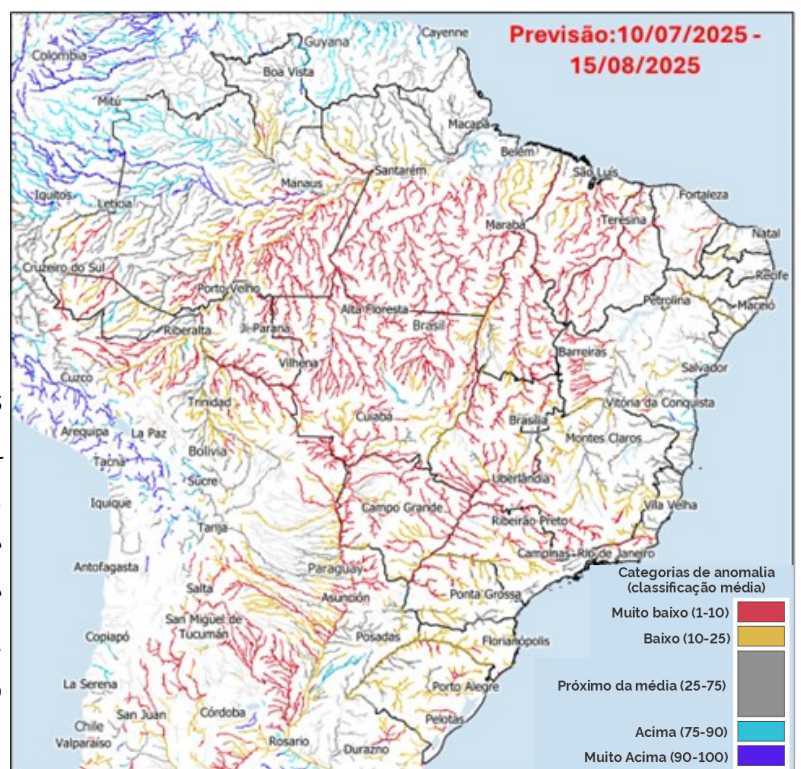 Previsão:10/07/2025 -
15/08/2025
Cayenne
Guyana
Colombia
Boa Vista
Mitú
Macapá
Belém
Santarém
São Luís
Manaus
Iquitos
Leticia
Fortaleza
Teresina
Marabá
Natal
Cruzeiro do Sul
Recife
Porto Velho
Petrolina
Maceió
Alta Floresta
Brasil
Riberalta
Ji-Paraná
Barreiras
Vilhena
Salvador
Cuzco
Trinidad
Vitória da Conquista
Cuiabá
Brasília
Arequipa
La Paz
Montes Claros
Bolivia
Tacna
Sucre
Uberlândia
Iquique
Campo Grande
Vila Velha
Ribeirão Preto
Tarija
Campinas
Rio de Janeiro
Antofagasta
Paraguay
Salta
Ponta Grossa
Asunción
San Miguel de
Tucumán
Copiapó
Posadas
Florianópolis
La Serena
Porto Alegre
San Juan
Córdoba
Pelotas
Chile
Valparaíso
Rosario
Durazno
Categorias de anomalia
(classificação média)
Muito baixo (1-10)
Baixo (10-25)
Próximo da média (25-75)
Acima (75-90)
Muito Acima (90-100)